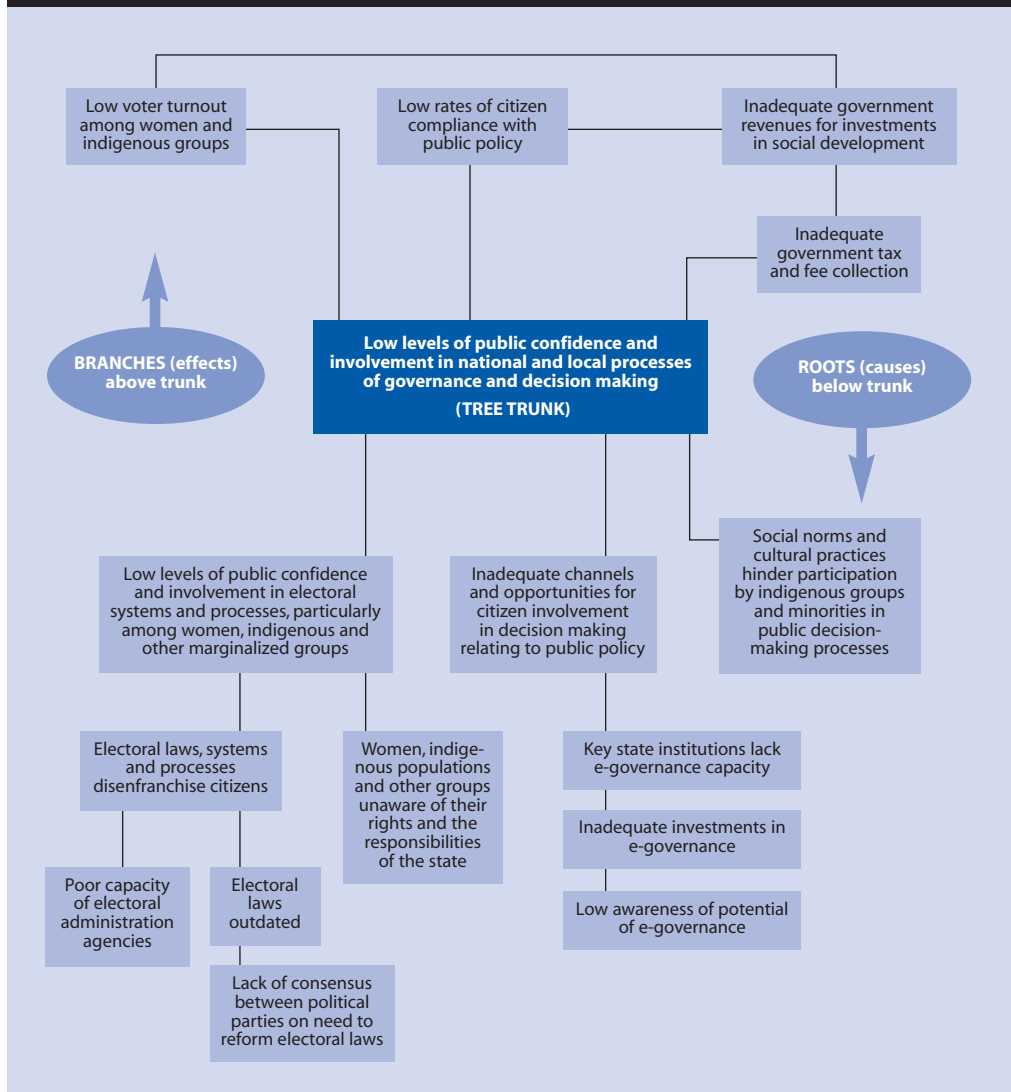 Low voter turnout
among women and
indigenous groups
Low rates of citizen
compliance with
public policy
Inadequate government
revenues for investments
in social development
Inadequate
government tax
and fee collection
BRANCHES (effects)
above trunk
Low levels of public confidence and
involvement in national and local processes
of governance and decision making
(TREE TRUNK)
ROOTS (causes)
below trunk
Low levels of public confidence
and involvement in electoral
systems and processes, particularly
among women, indigenous and
other marginalized groups
Inadequate channels
and opportunities for
citizen involvement
in decision making
relating to public policy
Social norms and
cultural practices
hinder participation
by indigenous groups
and minorities in
public decision-
making processes
Electoral laws, systems
and processes
disenfranchise citizens
Women, indige-
nous populations
and other groups
unaware of their
rights and the
responsibilities
of the state
Key state institutions lack
e-governance capacity
Inadequate investments in
e-governance
Low awareness of potential
of e-governance
Poor capacity
of electoral
administration
agencies
Electoral
laws
outdated
Lack of consensus
between political
parties on need to
reform electoral laws